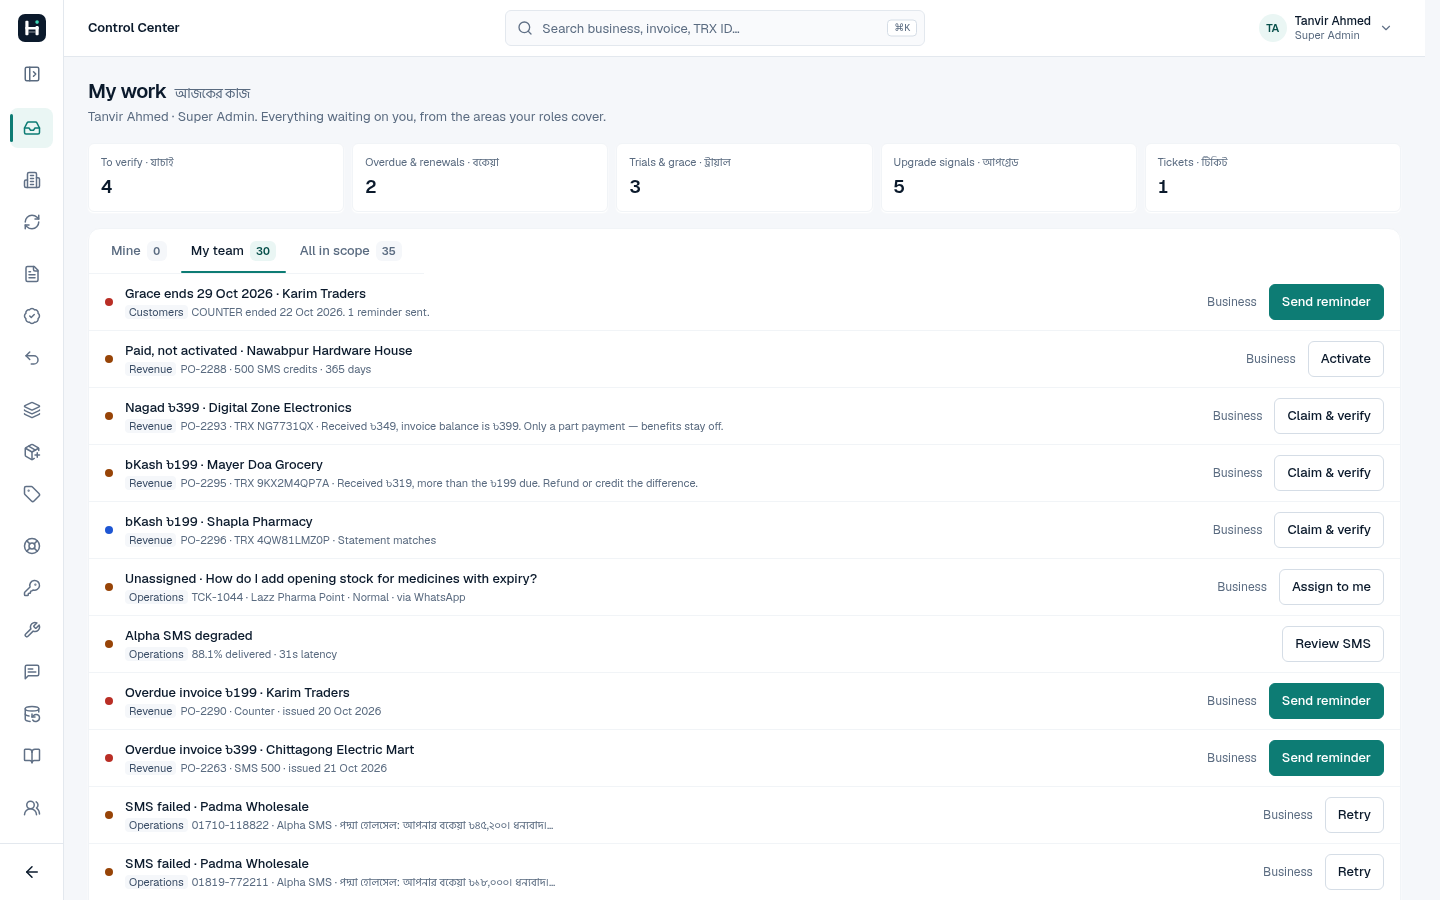 Control Center
Search business, invoice, TRX ID...
⌘K
TA
Tanvir Ahmed
Super Admin
My work আজকের কাজ
Tanvir Ahmed · Super Admin. Everything waiting on you, from the areas your roles cover.
To verify · যাচাই
4
Overdue & renewals · বকেয়া
2
Trials & grace · ট্রায়াল
3
Upgrade signals · আপগ্রেড
5
Tickets · টিকিট
1
Mine 0
My team 30
All in scope 35
Grace ends 29 Oct 2026 · Karim Traders
Customers COUNTER ended 22 Oct 2026. 1 reminder sent.
Business
Send reminder
Paid, not activated · Nawabpur Hardware House
Revenue PO-2288 · 500 SMS credits · 365 days
Business
Activate
Nagad ৳399 · Digital Zone Electronics
Revenue PO-2293 · TRX NG7731QX · Received ৳349, invoice balance is ৳399. Only a part payment — benefits stay off.
Business
Claim & verify
bKash ৳199 · Mayer Doa Grocery
Revenue PO-2295 · TRX 9KX2M4QP7A · Received ৳319, more than the ৳199 due. Refund or credit the difference.
Business
Claim & verify
bKash ৳199 · Shapla Pharmacy
Revenue PO-2296 · TRX 4QW81LMZ0P · Statement matches
Business
Claim & verify
Unassigned · How do I add opening stock for medicines with expiry?
Operations TCK-1044 · Lazz Pharma Point · Normal · via WhatsApp
Business
Assign to me
Alpha SMS degraded
Operations 88.1% delivered · 31s latency
Review SMS
Overdue invoice ৳199 · Karim Traders
Revenue PO-2290 · Counter · issued 20 Oct 2026
Business
Send reminder
Overdue invoice ৳399 · Chittagong Electric Mart
Revenue PO-2263 · SMS 500 · issued 21 Oct 2026
Business
Send reminder
SMS failed · Padma Wholesale
Operations 01710-118822 · Alpha SMS · পদ্মা হোলসেল: আপনার বকেয়া ৳৪৫,২০০। ধন্যবাদ।...
Business
Retry
SMS failed · Padma Wholesale
Operations 01819-772211 · Alpha SMS · পদ্মা হোলসেল: আপনার বকেয়া ৳১৮,০০০। ধন্যবাদ।...
Business
Retry